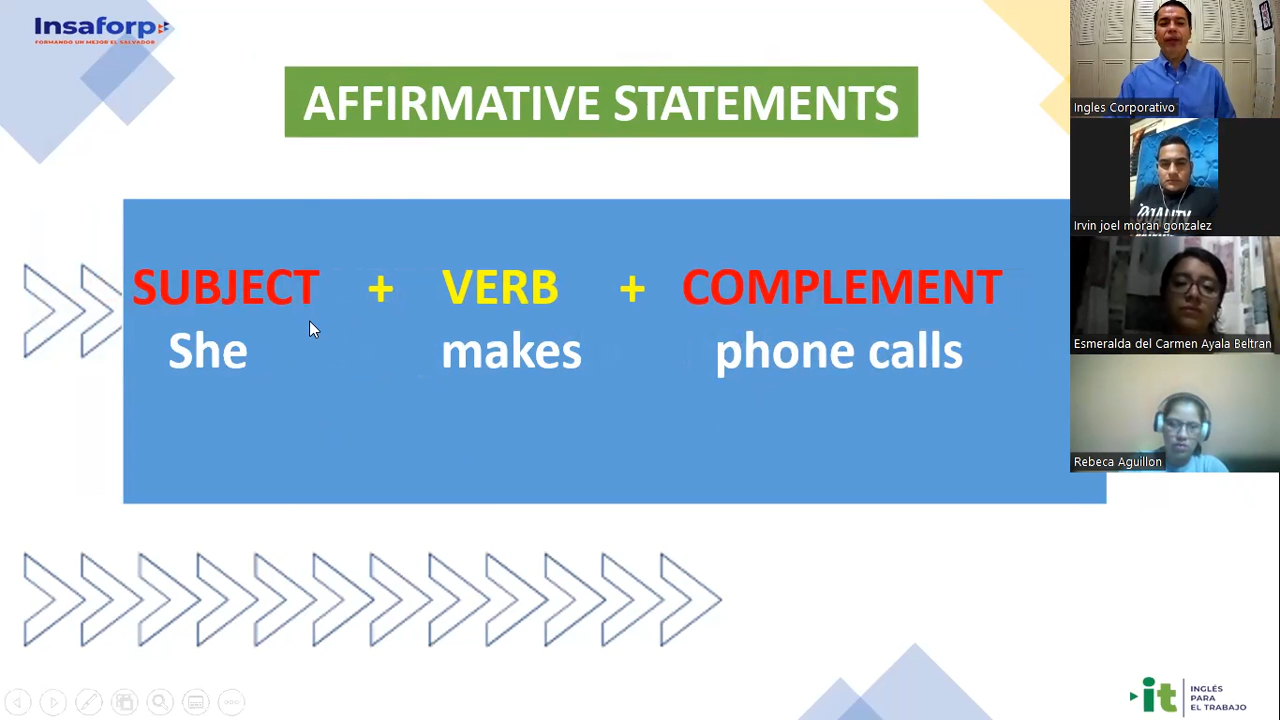 Insaforp
FORMANDO UN MEJOR EL SALVADOR
AFFIRMATIVE STATEMENTS
SUBJECT + VERB + COMPLEMENT
She makes phone calls
Ingles Corporativo
QUALITY
Irvin joel moran gonzalez
Esmeralda del Carmen Ayala Beltran
Rebeca Aguillon
it
INGLÉS
PARA
EL TRABAJO